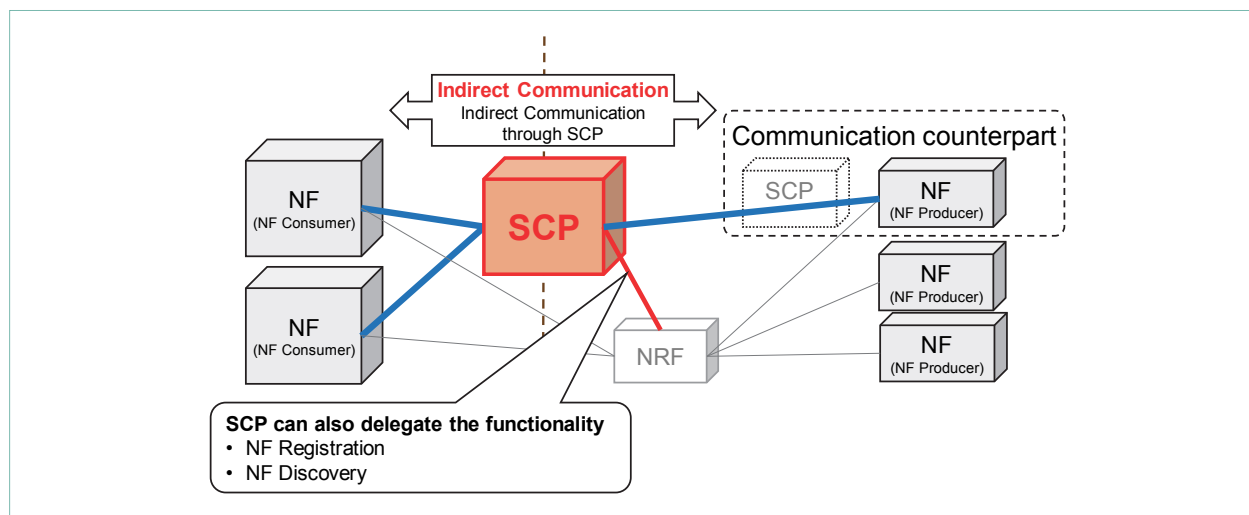 Indirect Communication
Indirect Communication
through SCP
Communication counterpart
NF
(NF Consumer)
SCP
SCP
NF
(NF Producer)
NF
(NF Consumer)
NF
(NF Producer)
NRF
NF
(NF Producer)
SCP can also delegate the functionality
• NF Registration
• NF Discovery